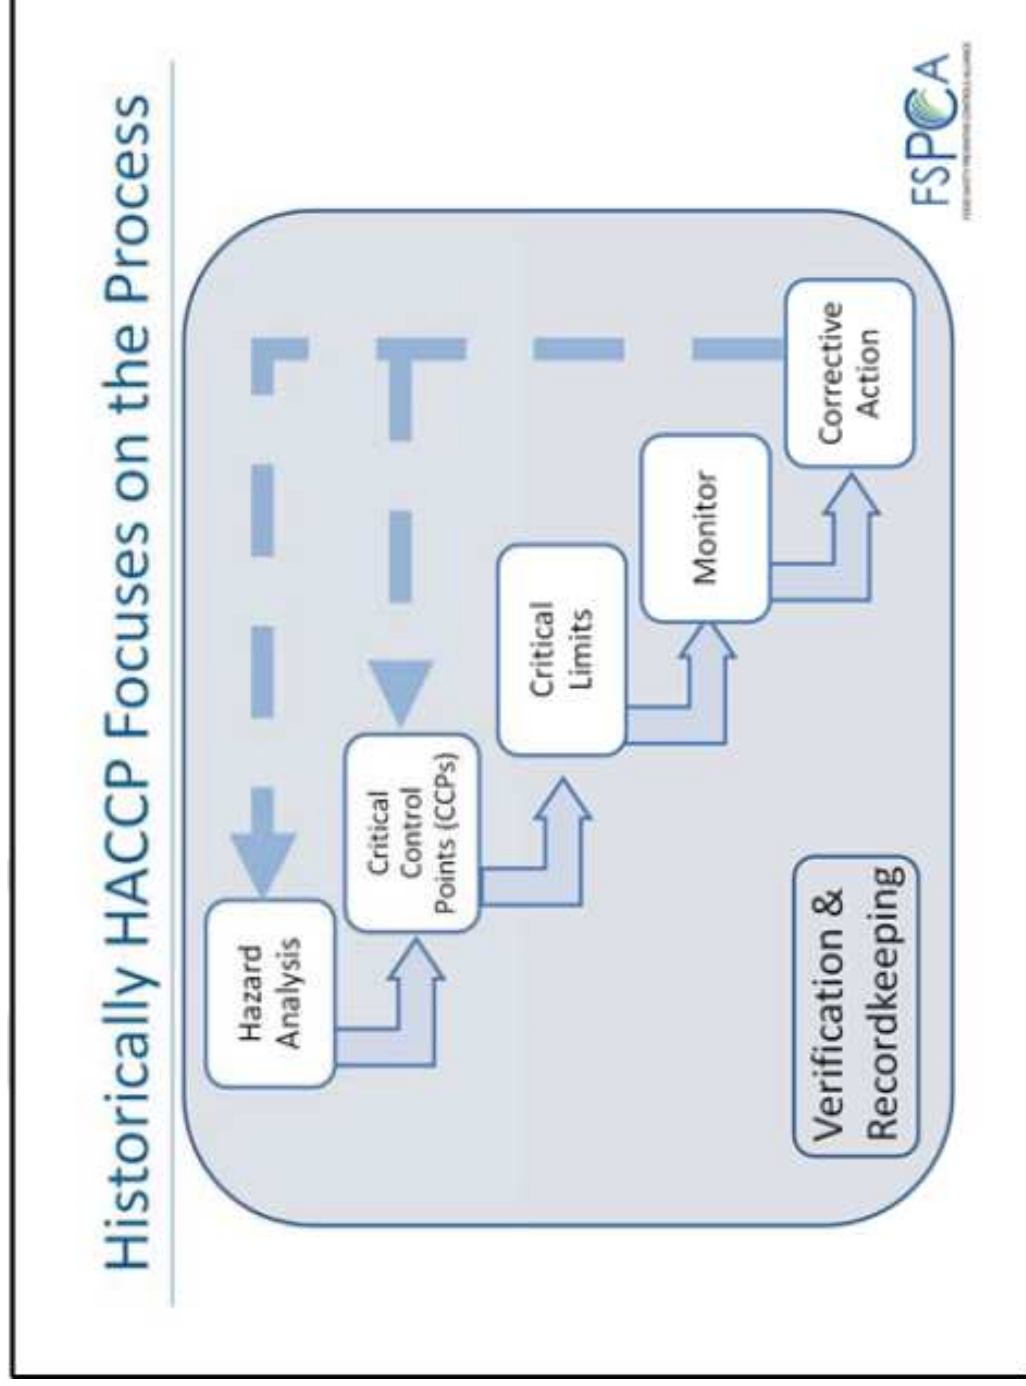 Historically HACCP Focuses on the Process
Hazard
Analysis
Critical
Control
Points (CCPs)
Critical
Limits
Monitor
Corrective
Action
Verification &
Recordkeeping
FSPCA